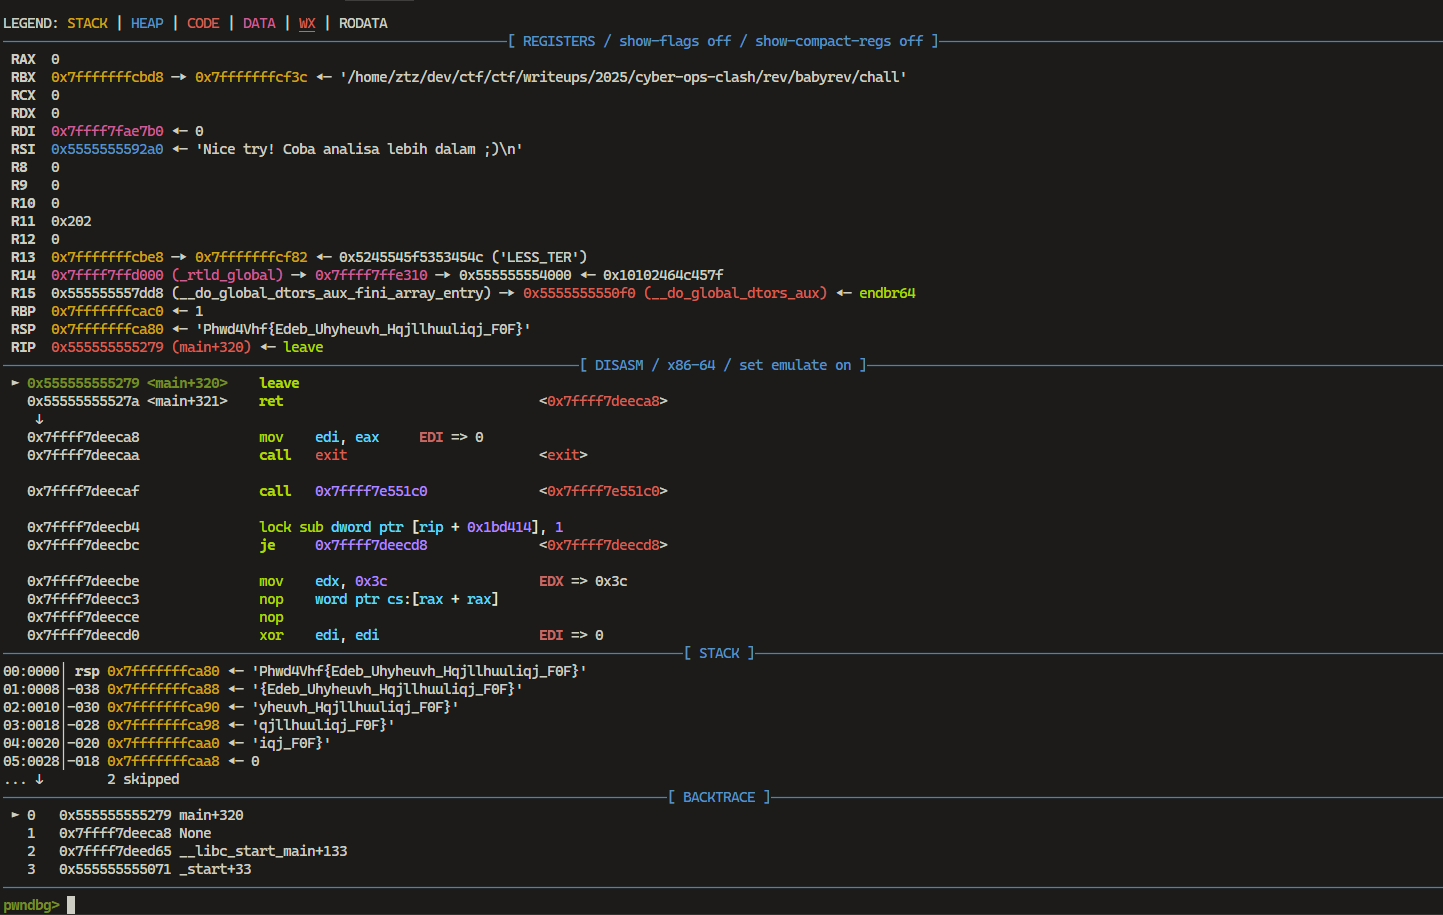 LEGEND: STACK | HEAP | CODE | DATA | WX | RODATA
[ REGISTERS / show-flags off / show-compact-regs off ]
RAX  0
RBX  0x7fffffffcbd8 —▸ 0x7fffffffcf3c ◂— '/home/ztz/dev/ctf/ctf/writeups/2025/cyber-ops-clash/rev/babyrev/chall'
RCX  0
RDX  0
RDI  0x7ffff7fae7b0 ◂— 0
RSI  0x5555555592a0 ◂— 'Nice try! Coba analisa lebih dalam ;)\n'
R8   0
R9   0
R10  0
R11  0x202
R12  0
R13  0x7fffffffcbe8 —▸ 0x7fffffffcf82 ◂— 0x5245545f5353454c ('LESS_TER')
R14  0x7ffff7ffd000 (_rtld_global) —▸ 0x7ffff7ffe310 —▸ 0x555555554000 ◂— 0x10102464c457f
R15  0x555555557dd8 (__do_global_dtors_aux_fini_array_entry) —▸ 0x5555555550f0 (__do_global_dtors_aux) ◂— endbr64
RBP  0x7fffffffcac0 ◂— 1
RSP  0x7fffffffca80 ◂— 'Phwd4Vhf{Edeb_Uhyheuvh_Hqjllhuuliqj_F0F}'
RIP  0x555555555279 (main+320) ◂— leave
[ DISASM / x86-64 / set emulate on ]
► 0x555555555279 <main+320>    leave
0x55555555527a <main+321>    ret                                <0x7ffff7deeca8>
↓
0x7ffff7deeca8               mov    edi, eax     EDI => 0
0x7ffff7deecaa               call   exit                        <exit>
0x7ffff7deecaf               call   0x7ffff7e551c0              <0x7ffff7e551c0>
0x7ffff7deecb4               lock sub dword ptr [rip + 0x1bd414], 1
0x7ffff7deecbc               je     0x7ffff7deecd8              <0x7ffff7deecd8>
0x7ffff7deecbe               mov    edx, 0x3c                   EDX => 0x3c
0x7ffff7deecc3               nop    word ptr cs:[rax + rax]
0x7ffff7deecce               nop
0x7ffff7deecd0               xor    edi, edi                    EDI => 0
[ STACK ]
00:0000│ rsp 0x7fffffffca80 ◂— 'Phwd4Vhf{Edeb_Uhyheuvh_Hqjllhuuliqj_F0F}'
01:0008│-038 0x7fffffffca88 ◂— '{Edeb_Uhyheuvh_Hqjllhuuliqj_F0F}'
02:0010│-030 0x7fffffffca90 ◂— 'yheuvh_Hqjllhuuliqj_F0F}'
03:0018│-028 0x7fffffffca98 ◂— 'qjllhuuliqj_F0F}'
04:0020│-020 0x7fffffffcaa0 ◂— 'iqj_F0F}'
05:0028│-018 0x7fffffffcaa8 ◂— 0
... ↓        2 skipped
[ BACKTRACE ]
► 0   0x555555555279 main+320
1   0x7ffff7deeca8 None
2   0x7ffff7deed65 __libc_start_main+133
3   0x555555555071 _start+33
pwndbg>